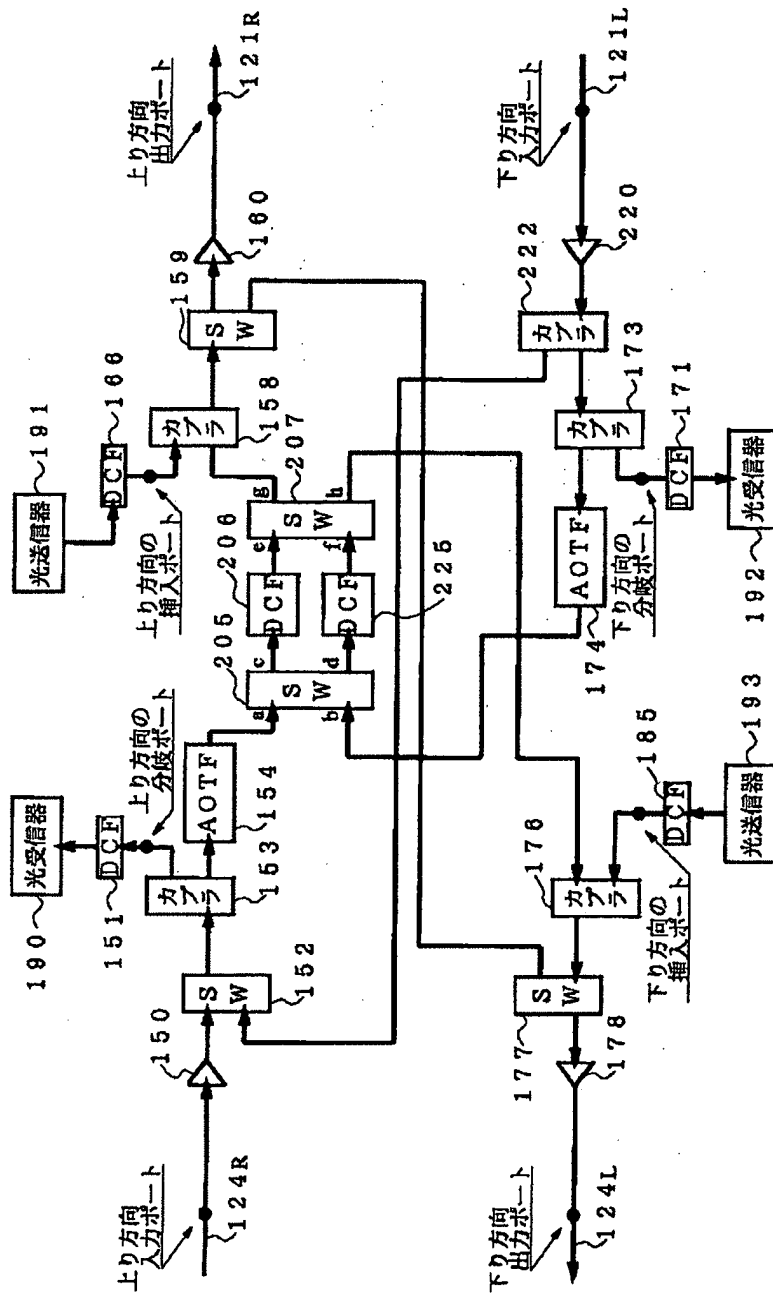 光送信器
191
DCF
166
上り方向の
挿入ポート
上り方向
出力ポート
121R
160
159
SW
カプラ
158
207
g
h
SW
e
f
206
DCF
DCF
225
205
c
d
SW
a
b
190
光受信器
151
DCF
上り方向の
分岐ポート
AOTF
154
カプラ
153
SW
152
150
上り方向
入力ポート
124R
下り方向
入力ポート
121L
220
222
カプラ
173
カプラ
171
DCF
光受信器
192
下り方向の
分岐ポート
AOTF
174
185
DCF
光送信器
193
下り方向の
挿入ポート
176
カプラ
SW
177
178
下り方向
出力ポート
124L